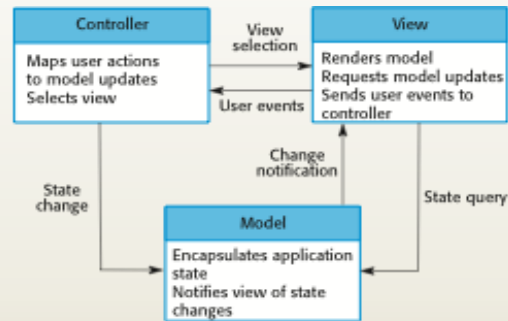 Controller
Maps user actions
to model updates
Selects view
View
selection
User events
View
Renders model
Requests model updates
Sends user events to
controller
State
change
Change
notification
State query
Model
Encapsulates application
state
Notifies view of state
changes